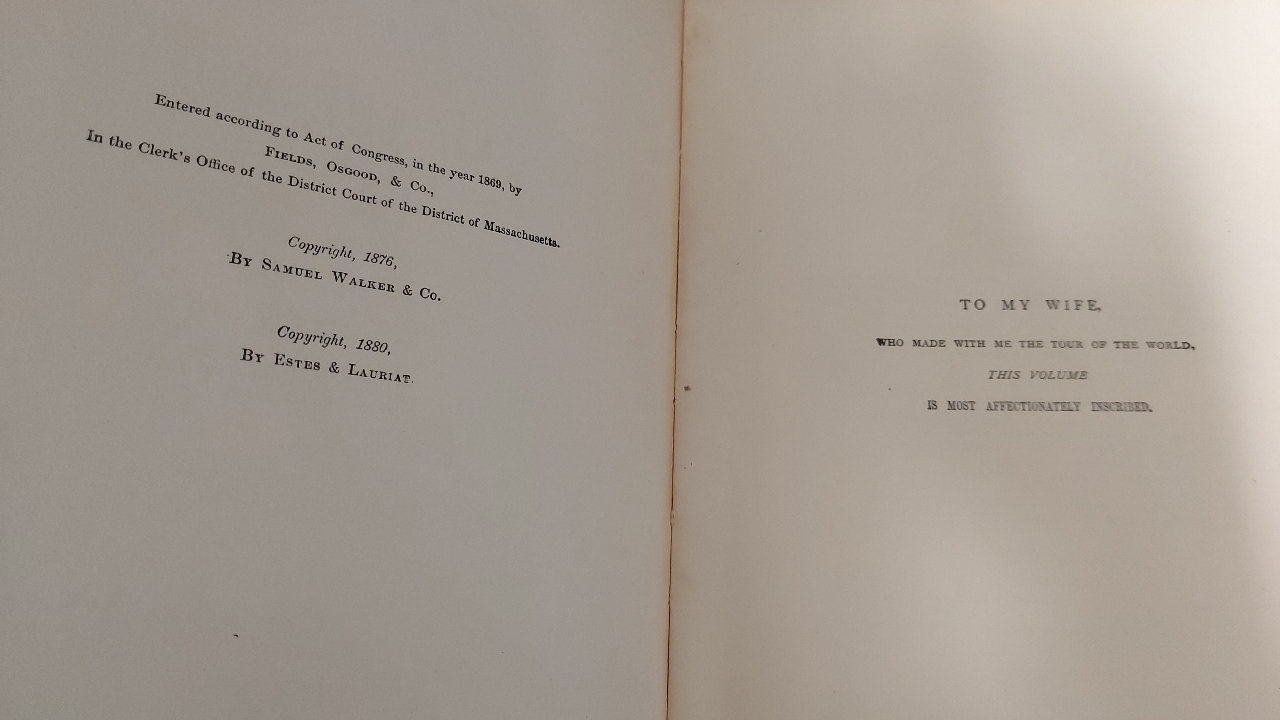 Entered according to Act of Congress, in the year 1869, by
FIELDS, OSGOOD, & CO.,
In the Clerk's Office of the District Court of the District of Massachusetts.
Copyright, 1876,
BY SAMUEL WALKER & CO.
Copyright, 1880,
BY ESTES & LAURIAT.
TO MY WIFE,
WHO MADE WITH ME THE TOUR OF THE WORLD,
THIS VOLUME
IS MOST AFFECTIONATELY INSCRIBED.